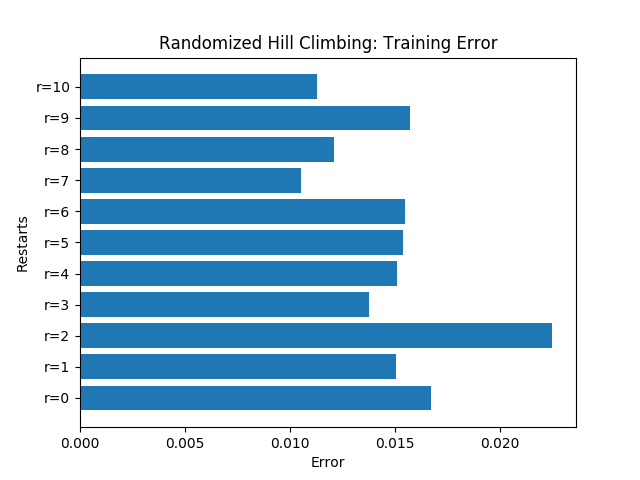 Randomized Hill Climbing: Training Error
r=10
r=9
r=8
r=7
r=6
r=5
r=4
r=3
r=2
r=1
r=0
Restarts
0.000 0.005 0.010 0.015 0.020
Error